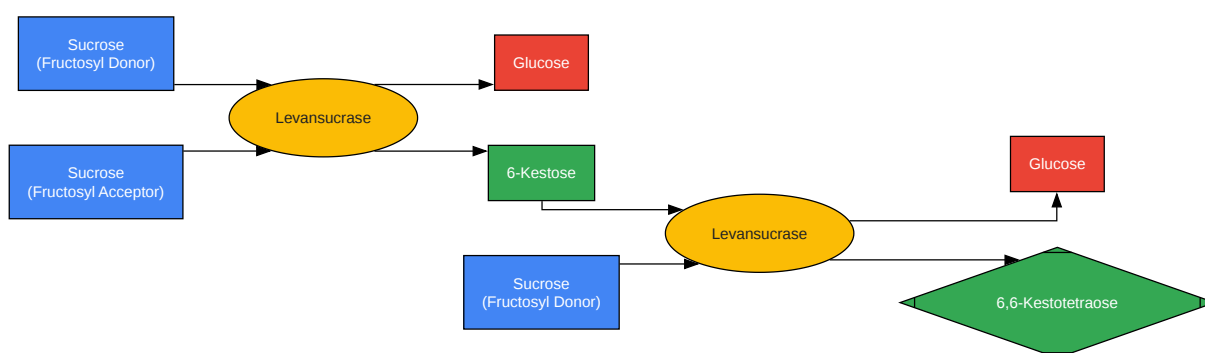 Sucrose
(Fructosyl Donor)
Glucose
Levansucrase
Sucrose
(Fructosyl Acceptor)
6-Kestose
Glucose
Levansucrase
Sucrose
(Fructosyl Donor)
6,6-Kestotetraose